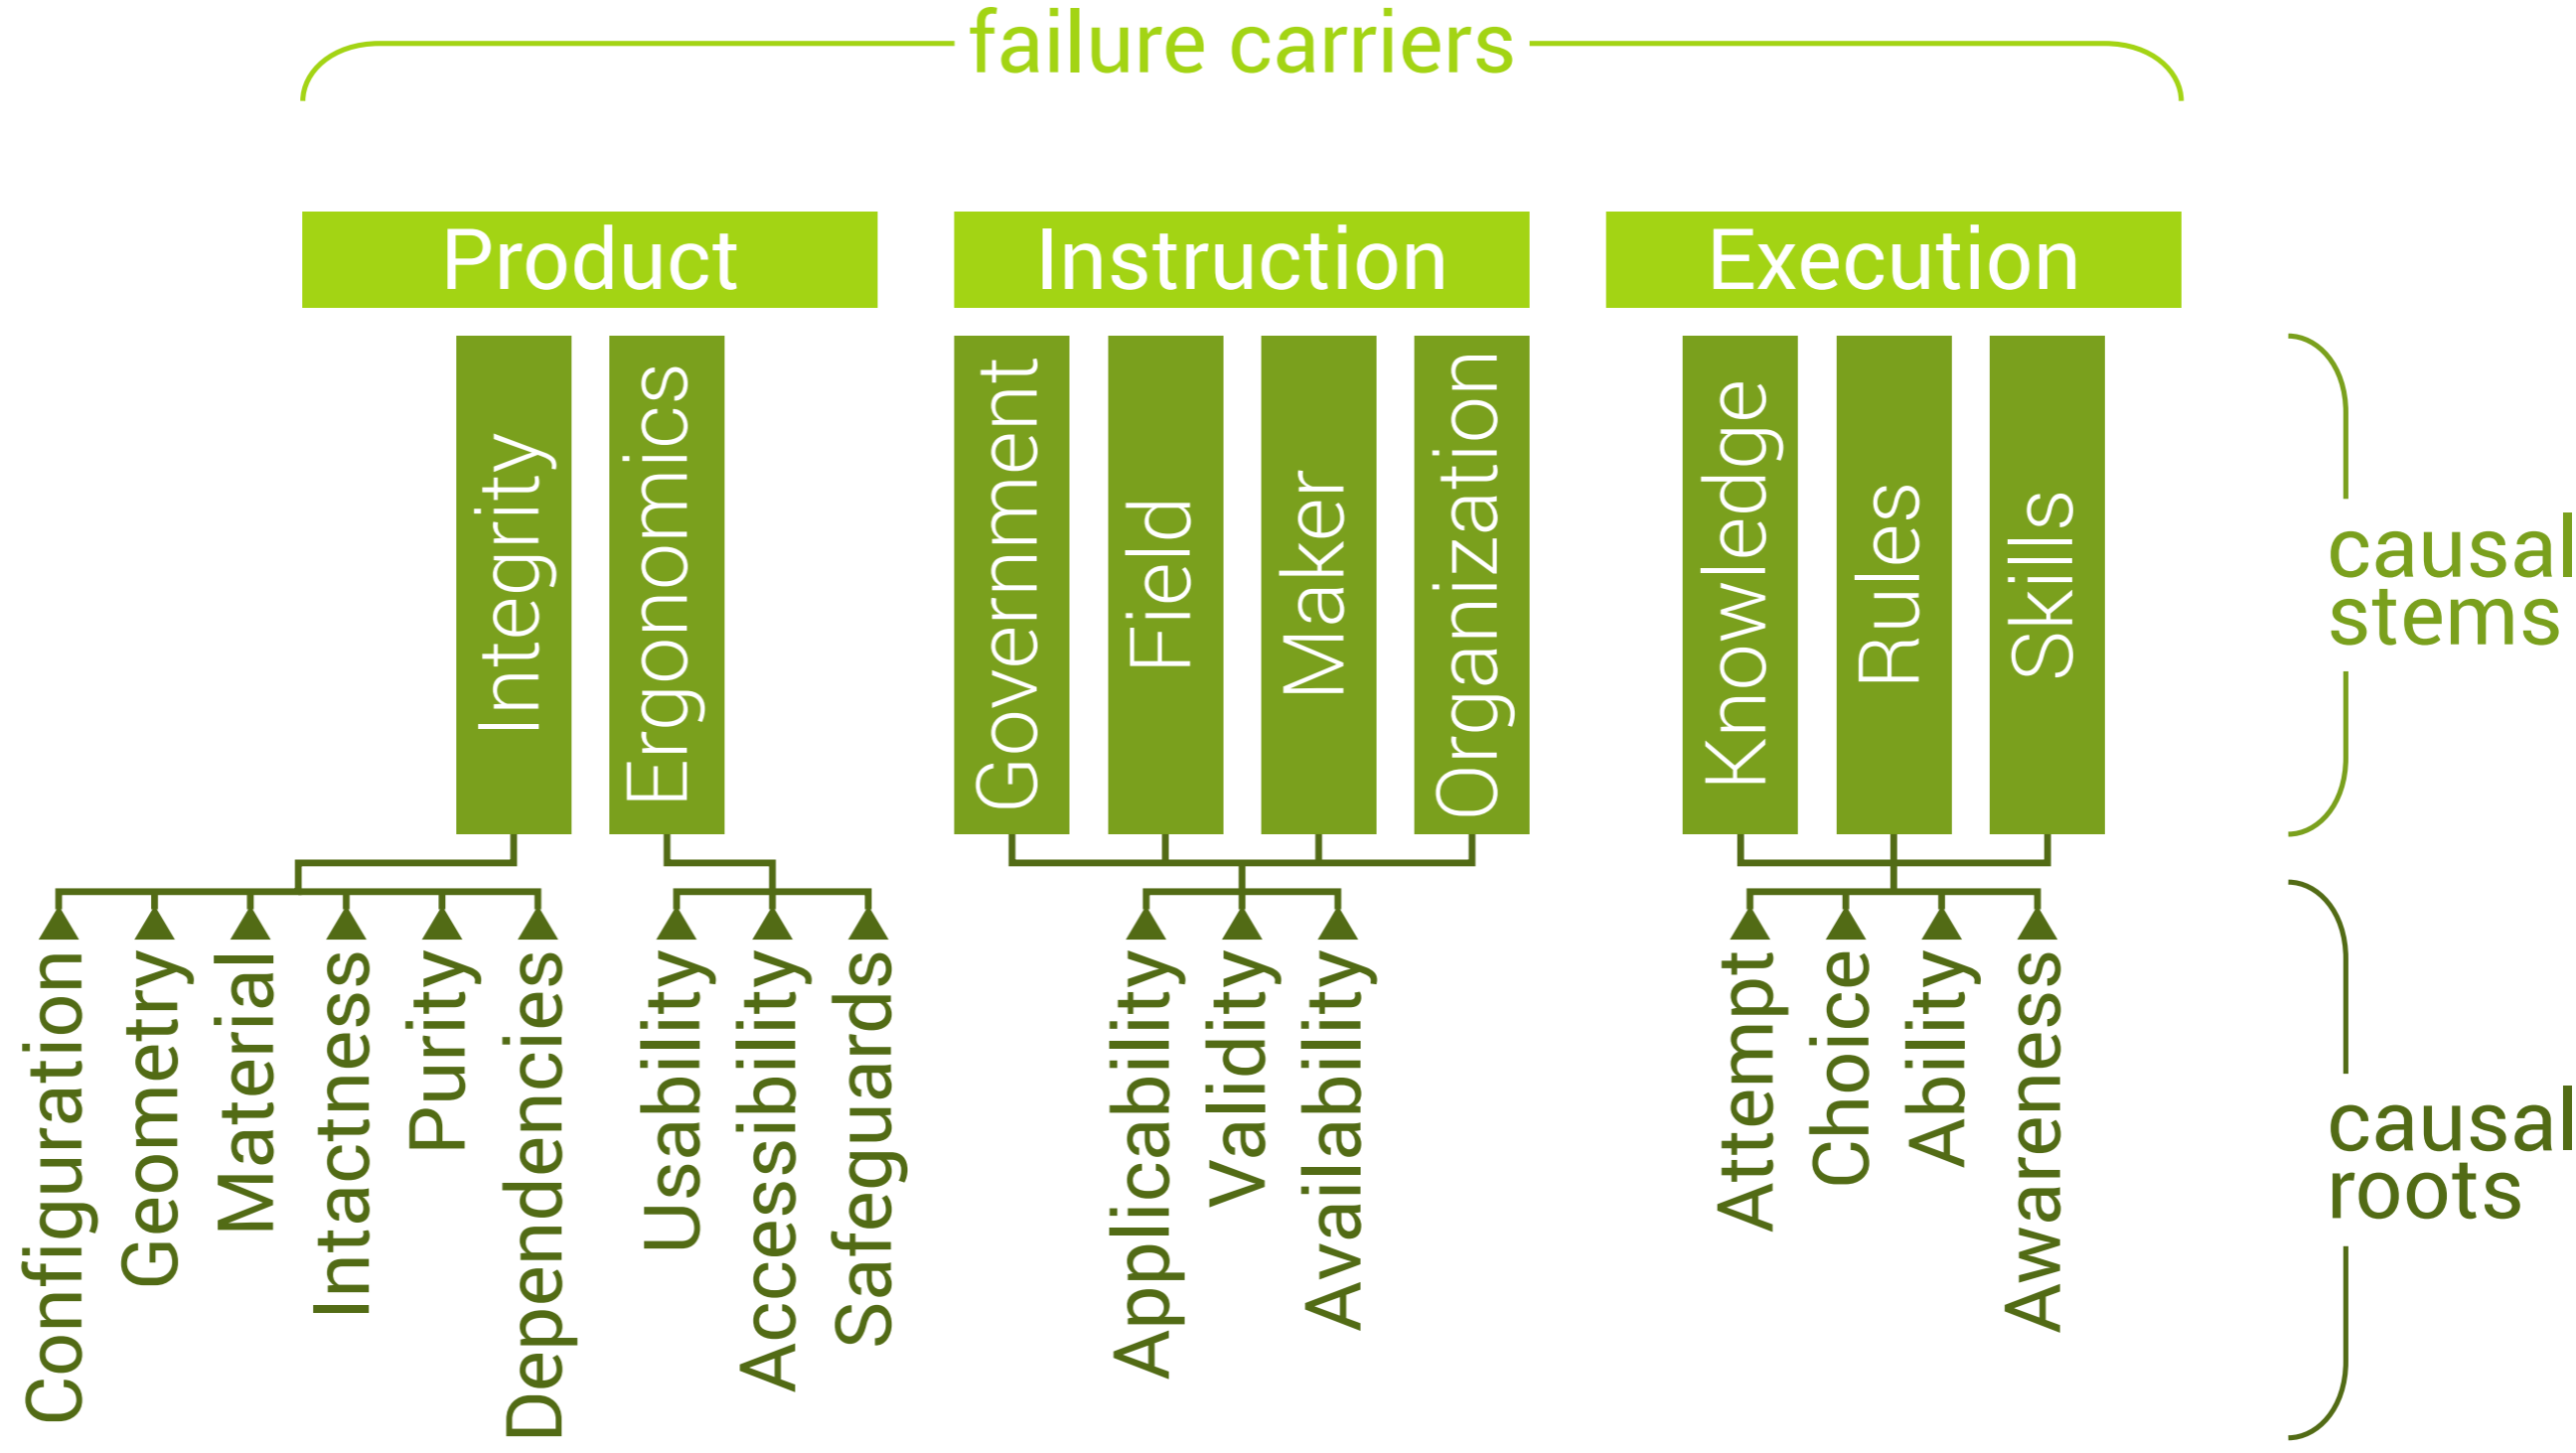 failure carriers
Product
Instruction
Execution
Integrity
Ergonomics
Government
Field
Maker
Organization
Knowledge
Rules
Skills
causal
stems
Configuration
Geometry
Material
Intactness
Purity
Dependencies
Usability
Accessibility
Safeguards
Applicability
Validity
Availability
Attempt
Choice
Ability
Awareness
causal
roots